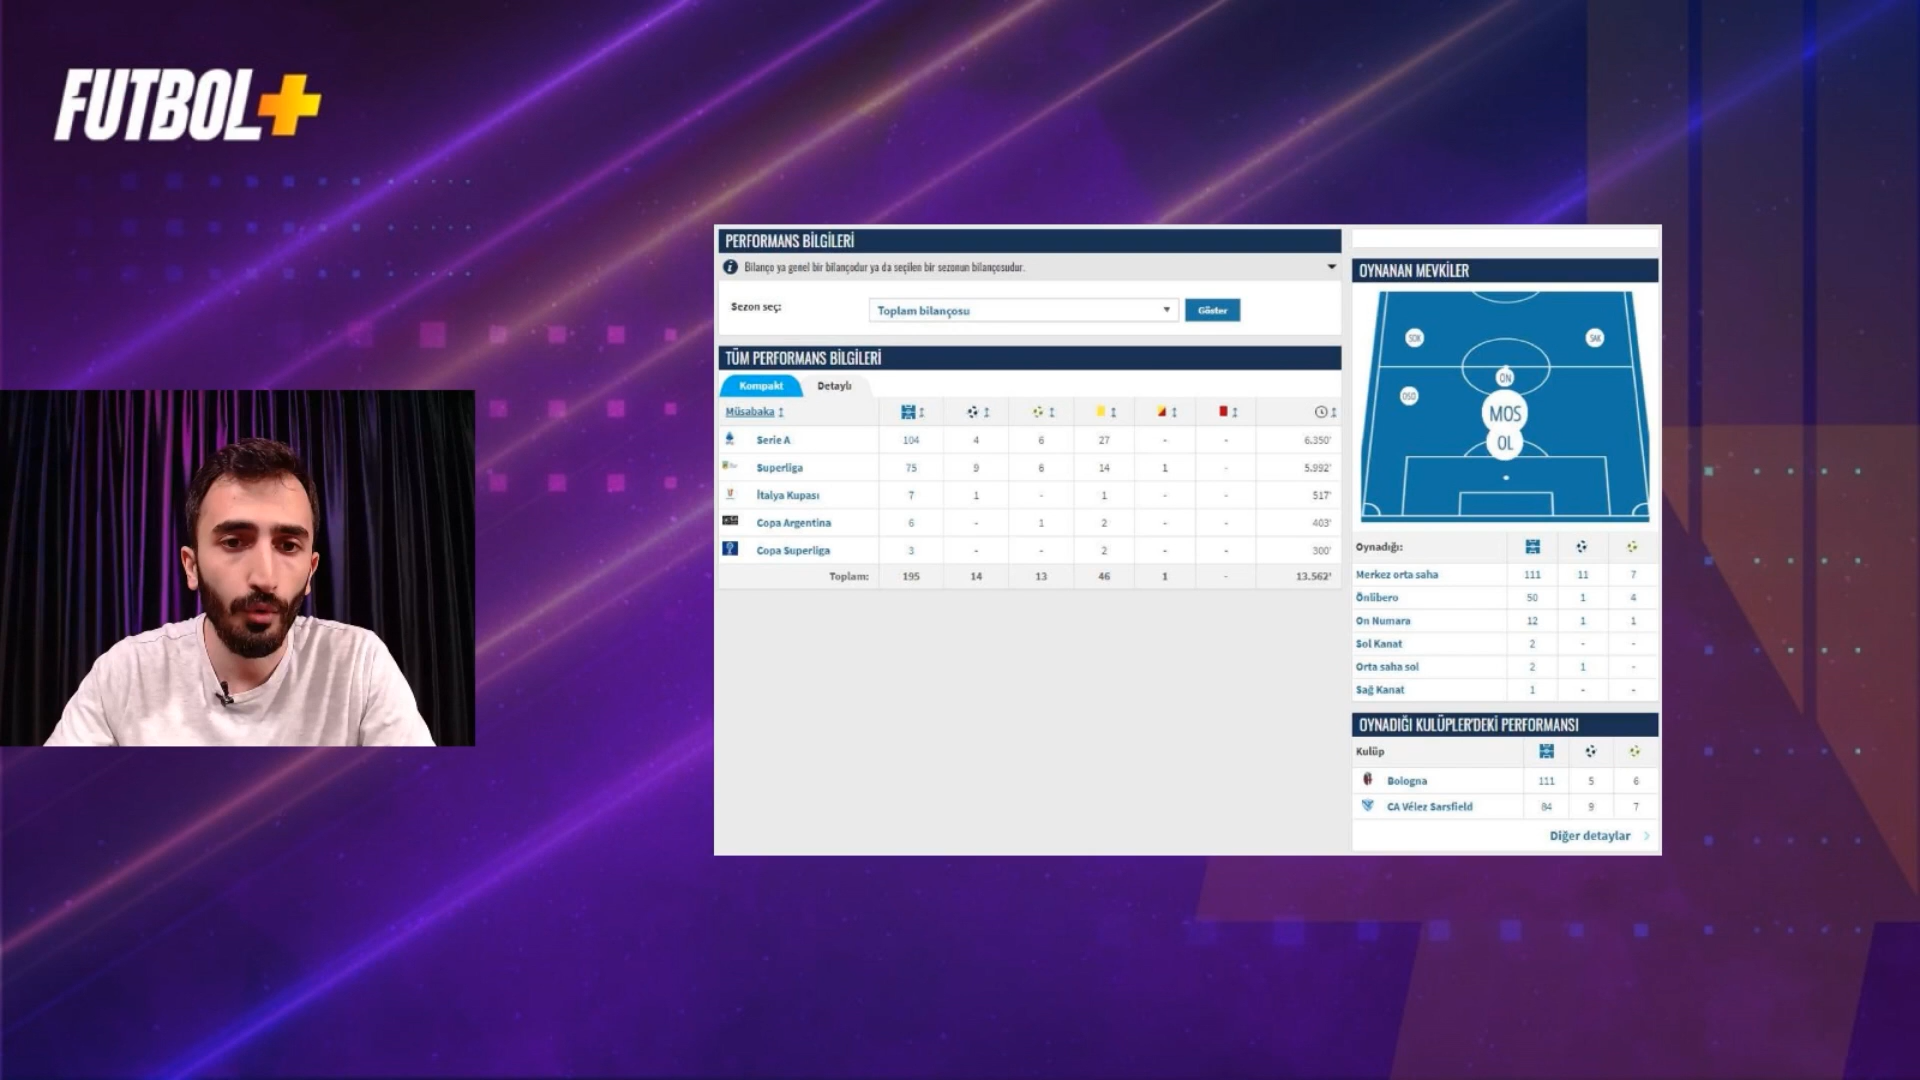 FUTBOL+
PERFORMANS BİLGİLERİ
Bilanço ya genel bir bilançodur ya da seçilen bir sezonun bilançosudur.
Sezon seç:
Toplam bilançosu
Göster
TÜM PERFORMANS BİLGİLERİ
Kompakt Detaylı
Müsabaka
Serie A 104 4 6 27 - - 6.350'
Superliga 75 9 6 14 1 - 5.992'
İtalya Kupası 7 1 - 1 - - 517'
Copa Argentina 6 - 1 2 - - 403'
Copa Superliga 3 - - 2 - - 300'
Toplam: 195 14 13 46 1 - 13.562'
OYNANAN MEVKİLER
SOK SAK
ON
OSO
MOS
OL
Oynadığı:
Merkez orta saha 111 11 7
Önlibero 50 1 4
On Numara 12 1 1
Sol Kanat 2 - -
Orta saha sol 2 1 -
Sağ Kanat 1 - -
OYNADIĞI KULÜPLER'DEKİ PERFORMANSI
Kulüp
Bologna 111 5 6
CA Vélez Sarsfield 84 9 7
Diğer detaylar